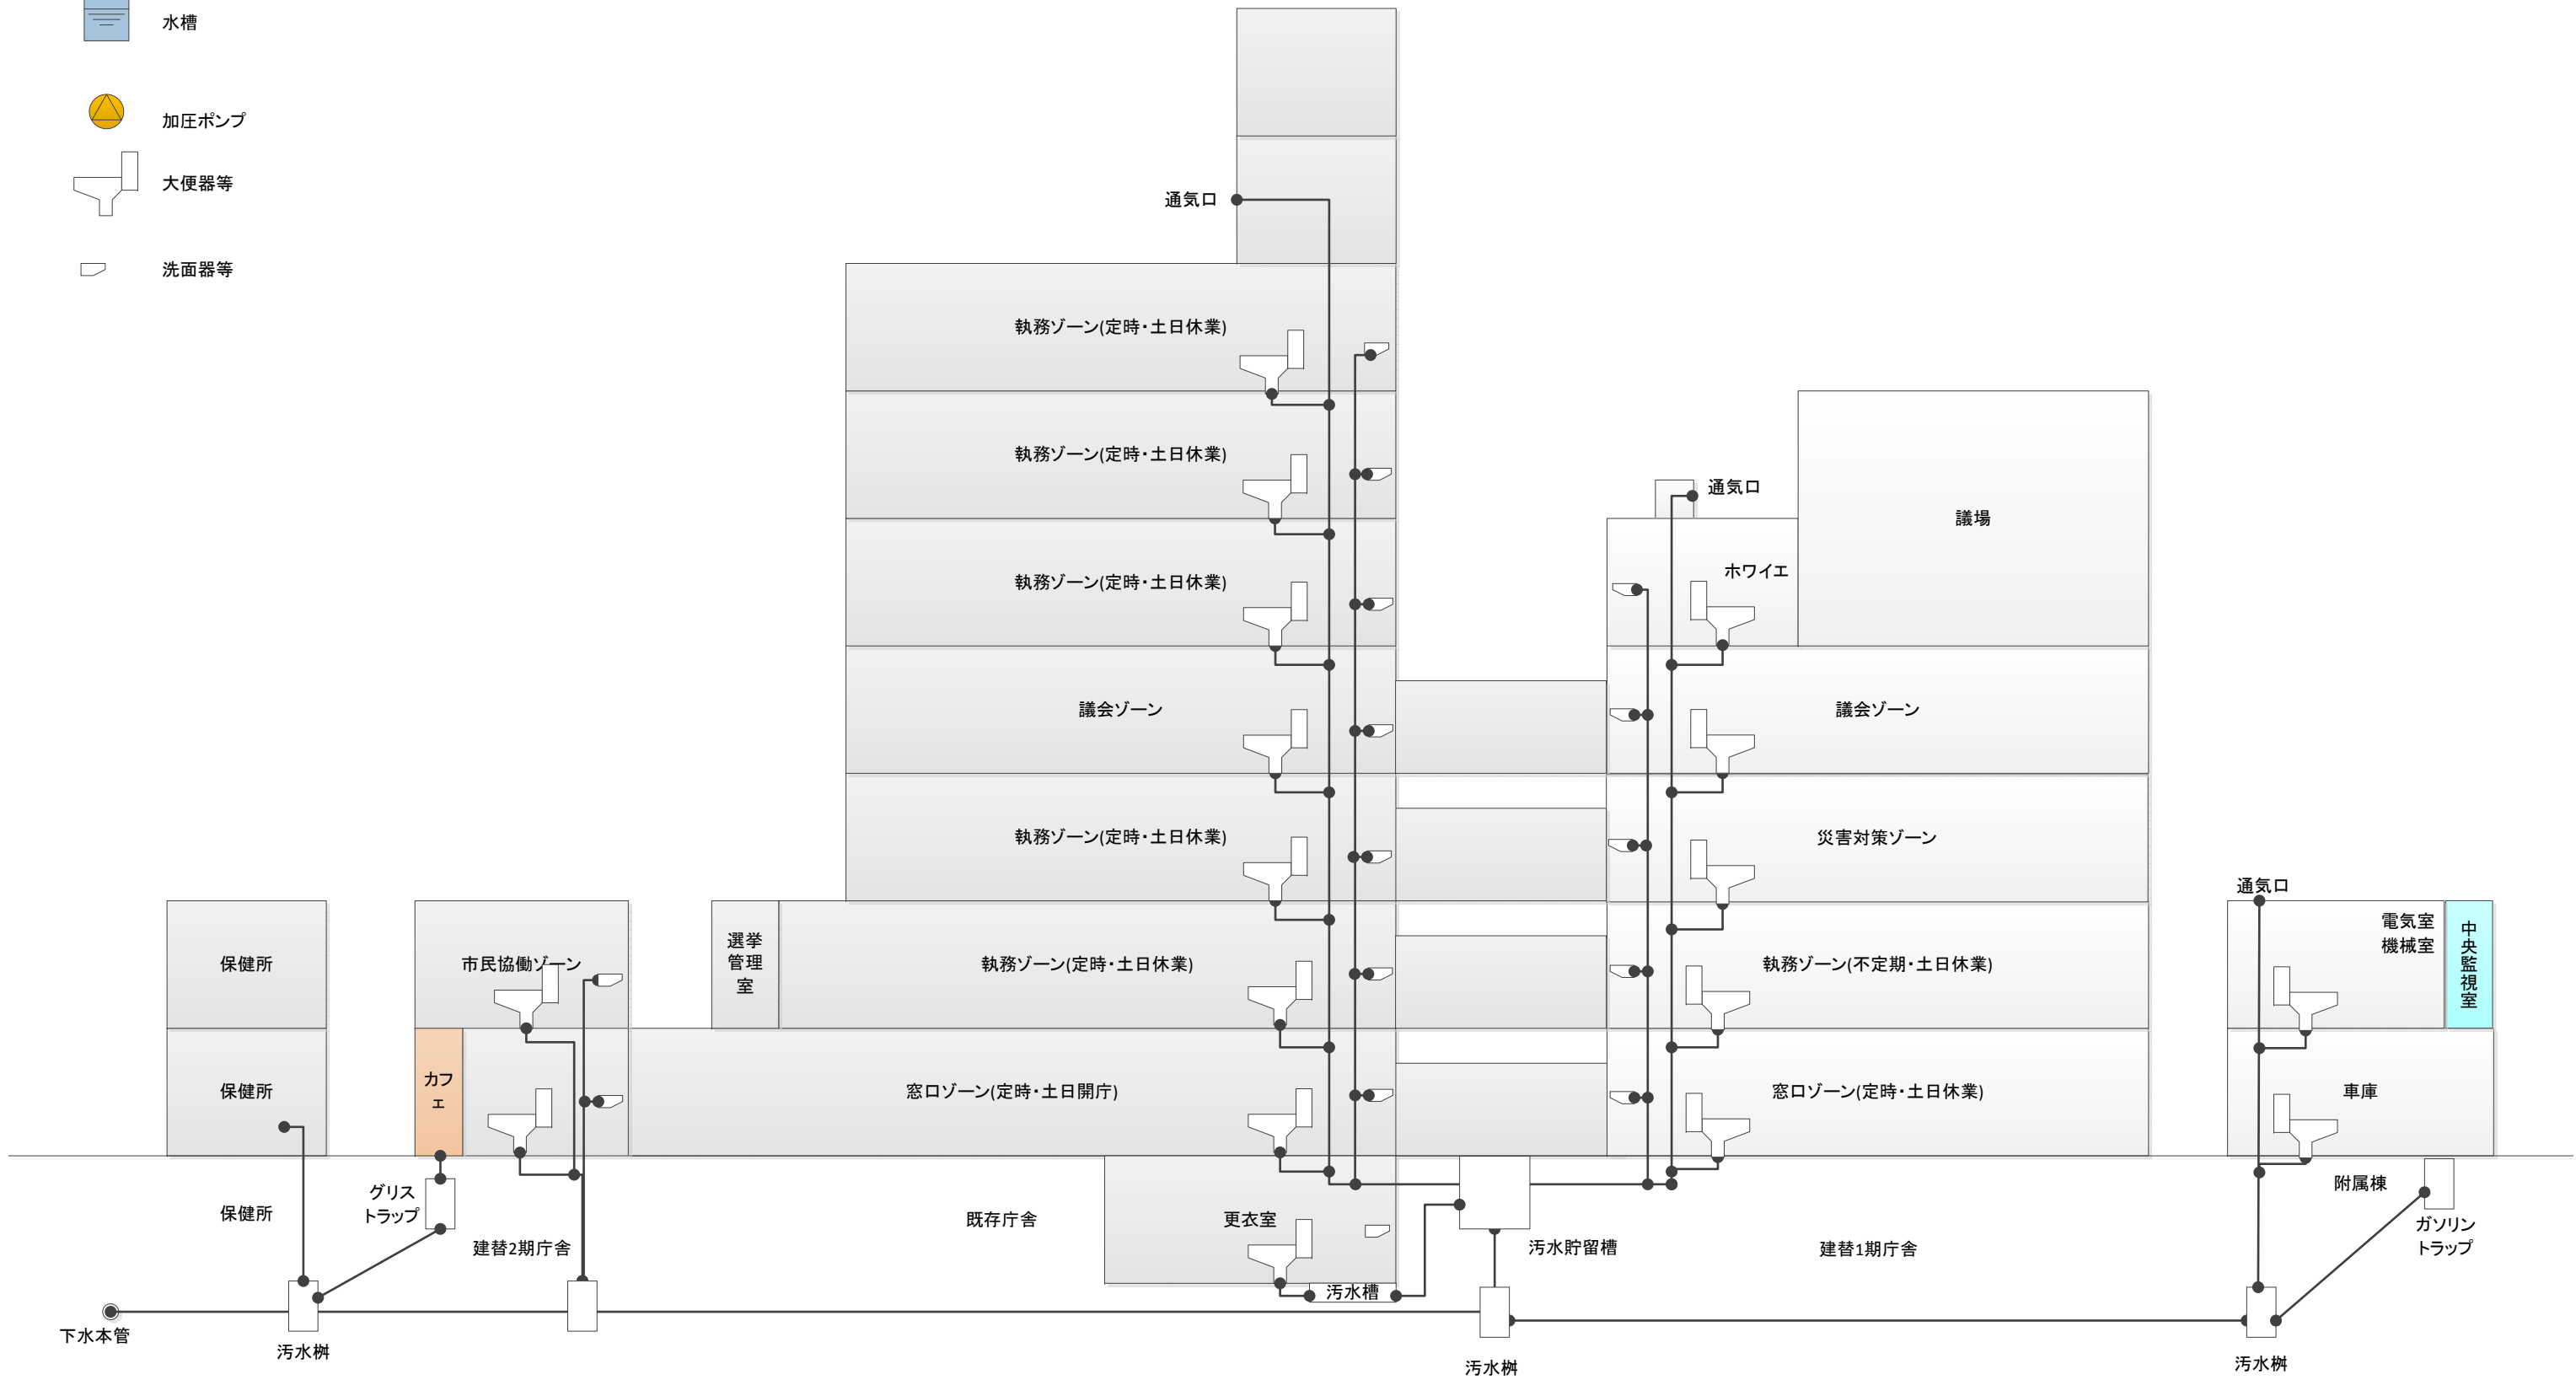 水槽
加圧ポンプ
大便器等
洗面器等
通気口
執務ゾーン(定時・土日休業)
執務ゾーン(定時・土日休業)
執務ゾーン(定時・土日休業)
議会ゾーン
執務ゾーン(定時・土日休業)
選挙
管理
室
執務ゾーン(定時・土日休業)
窓口ゾーン(定時・土日開庁)
通気口
議場
ホワイエ
議会ゾーン
災害対策ゾーン
執務ゾーン(不定期・土日休業)
窓口ゾーン(定時・土日休業)
通気口
電気室
機械室
中央監視室
車庫
保健所
保健所
市民協働ゾーン
カフ
ェ
保健所
グリス
トラップ
建替2期庁舎
既存庁舎
更衣室
汚水槽
汚水貯留槽
建替1期庁舎
附属棟
ガソリン
トラップ
下水本管
汚水桝
汚水桝
汚水桝